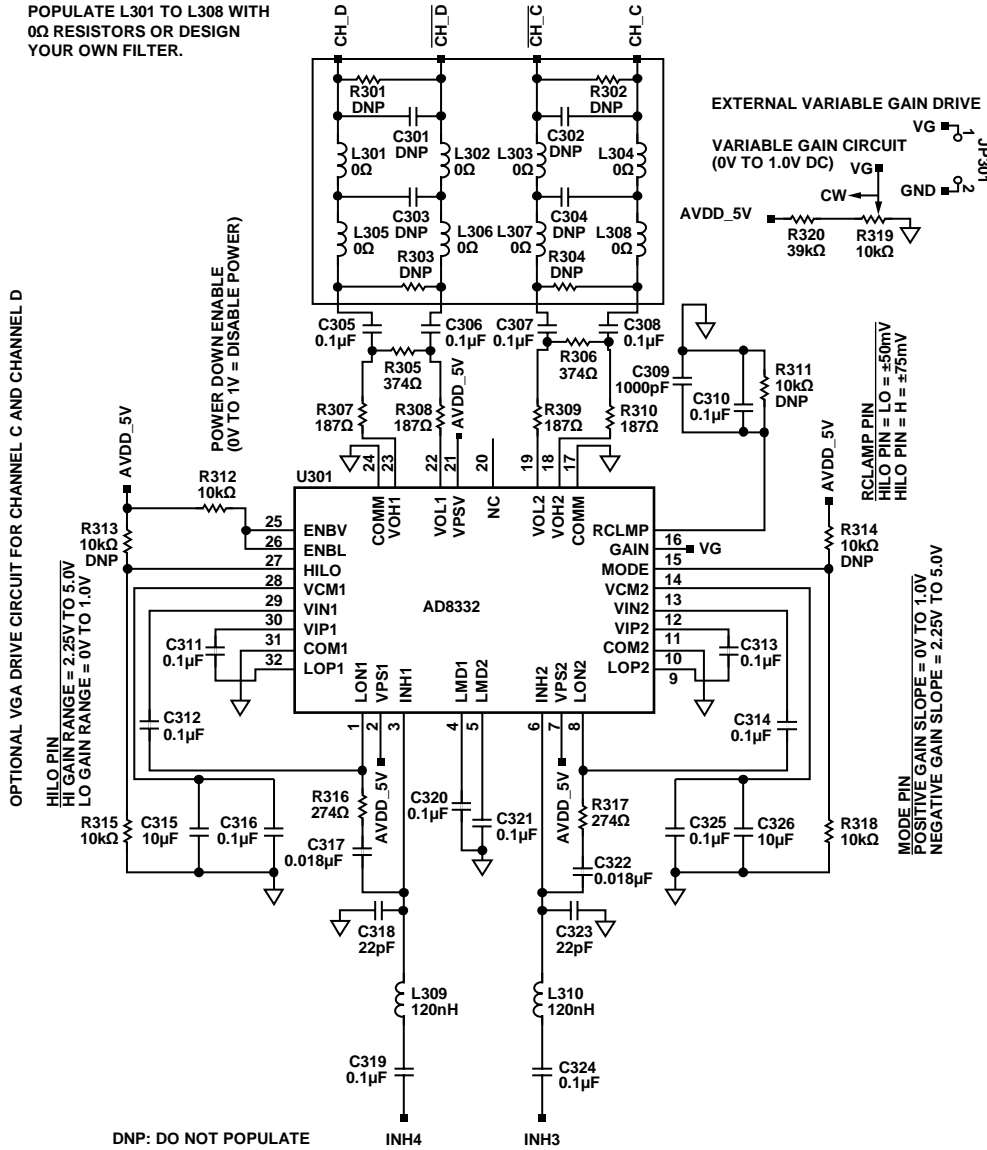 POPULATE L301 TO L308 WITH
0Ω RESISTORS OR DESIGN
YOUR OWN FILTER.
CH_D
CH_D
CH_C
CH_C
R301
DNP
R302
DNP
C301
DNP
C302
DNP
L301
0Ω
L302
0Ω
L303
0Ω
L304
0Ω
C303
DNP
C304
DNP
L305
0Ω
L306
0Ω
L307
0Ω
L308
0Ω
R303
DNP
R304
DNP
EXTERNAL VARIABLE GAIN DRIVE
VG
1
JP301
2
GND
VARIABLE GAIN CIRCUIT
(0V TO 1.0V DC)
VG
CW
AVDD_5V
R320
39kΩ
R319
10kΩ
OPTIONAL VGA DRIVE CIRCUIT FOR CHANNEL C AND CHANNEL D
POWER DOWN ENABLE
(0V TO 1V = DISABLE POWER)
C305
0.1µF
C306
0.1µF
C307
0.1µF
C308
0.1µF
R305
374Ω
R306
374Ω
AVDD_5V
R307
187Ω
R308
187Ω
R309
187Ω
R310
187Ω
C309
1000pF
C310
0.1µF
R311
10kΩ
DNP
RCLAMP PIN
HILO PIN = LO = ±50mV
HILO PIN = H = ±75mV
AVDD_5V
AVDD_5V
R312
10kΩ
R313
10kΩ
DNP
R314
10kΩ
DNP
U301
24
23
22
21
20
19
18
17
COMM
VOH1
VOL1
VPSV
NC
VOL2
VOH2
COMM
25
ENBV
26
ENBL
27
HILO
28
VCM1
29
VIN1
30
VIP1
31
COM1
32
LOP1
AD8332
RCLMP
16
GAIN
VG
15
MODE
14
VCM2
13
VIN2
12
VIP2
11
COM2
10
LOP2
9
LON1
VPS1
INH1
LMD1
LMD2
INH2
VPS2
LON2
1
2
3
4
5
6
7
8
C311
0.1µF
C312
0.1µF
C313
0.1µF
C314
0.1µF
HILO PIN
HI GAIN RANGE = 2.25V TO 5.0V
LO GAIN RANGE = 0V TO 1.0V
MODE PIN
POSITIVE GAIN SLOPE = 0V TO 1.0V
NEGATIVE GAIN SLOPE = 2.25V TO 5.0V
AVDD_5V
AVDD_5V
R315
10kΩ
C315
10µF
C316
0.1µF
R316
274Ω
C317
0.018µF
C320
0.1µF
C321
0.1µF
R317
274Ω
C322
0.018µF
C325
0.1µF
C326
10µF
R318
10kΩ
C318
22pF
C323
22pF
L309
120nH
L310
120nH
C319
0.1µF
C324
0.1µF
DNP: DO NOT POPULATE
INH4
INH3